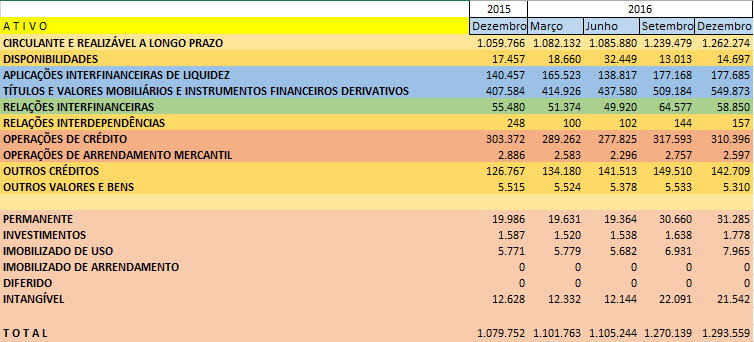 2015 2016
A T I V O Dezembro Março Junho Setembro Dezembro
CIRCULANTE E REALIZÁVEL A LONGO PRAZO 1.059.766 1.082.132 1.085.880 1.239.479 1.262.274
DISPONIBILIDADES 17.457 18.660 32.449 13.013 14.697
APLICAÇÕES INTERFINANCEIRAS DE LIQUIDEZ 140.457 165.523 138.817 177.168 177.685
TÍTULOS E VALORES MOBILIÁRIOS E INSTRUMENTOS FINANCEIROS DERIVATIVOS 407.584 414.926 437.580 509.184 549.873
RELAÇÕES INTERFINANCEIRAS 55.480 51.374 49.920 64.577 58.850
RELAÇÕES INTERDEPENDÊNCIAS 248 100 102 144 157
OPERAÇÕES DE CRÉDITO 303.372 289.262 277.825 317.593 310.396
OPERAÇÕES DE ARRENDAMENTO MERCANTIL 2.886 2.583 2.296 2.757 2.597
OUTROS CRÉDITOS 126.767 134.180 141.513 149.510 142.709
OUTROS VALORES E BENS 5.515 5.524 5.378 5.533 5.310
PERMANENTE 19.986 19.631 19.364 30.660 31.285
INVESTIMENTOS 1.587 1.520 1.538 1.638 1.778
IMOBILIZADO DE USO 5.771 5.779 5.682 6.931 7.965
IMOBILIZADO DE ARRENDAMENTO 0 0 0 0 0
DIFERIDO 0 0 0 0 0
INTANGÍVEL 12.628 12.332 12.144 22.091 21.542
T O T A L 1.079.752 1.101.763 1.105.244 1.270.139 1.293.559